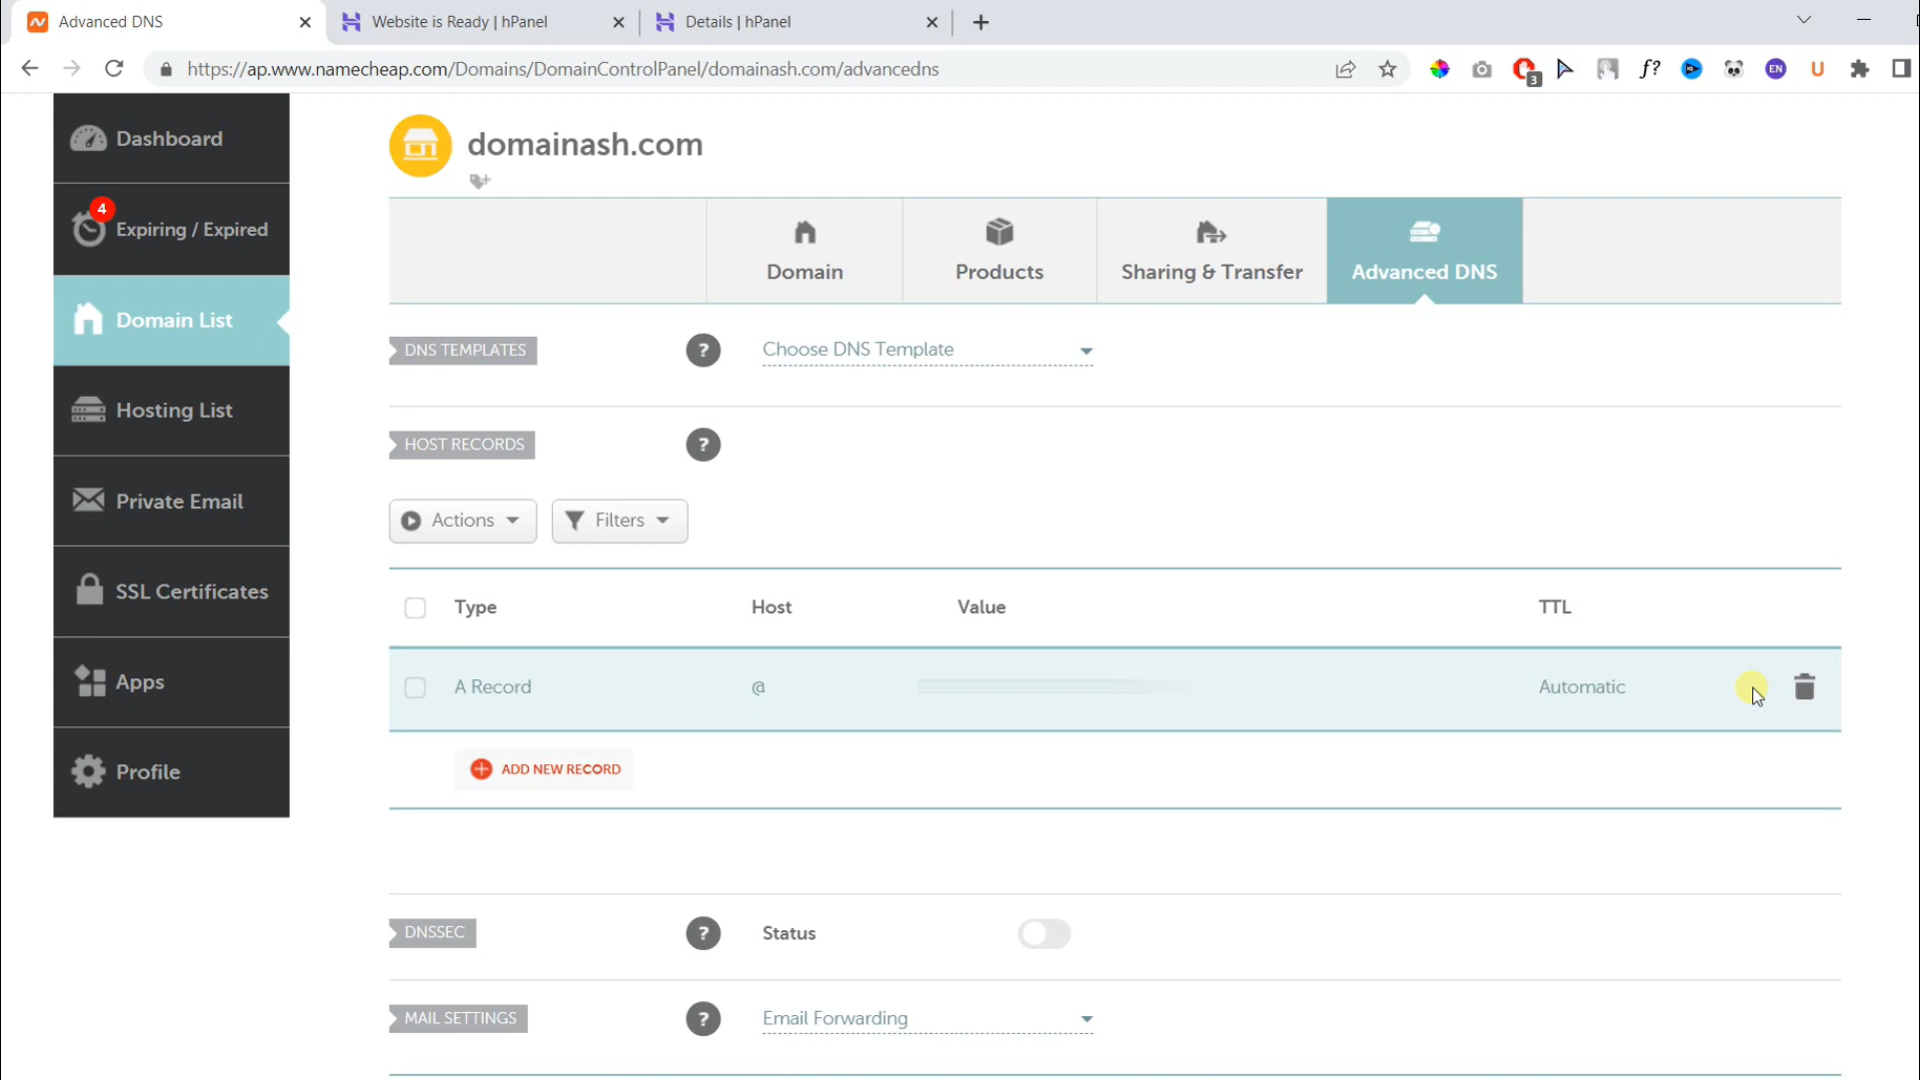 Advanced DNS
Website is Ready | hPanel
Details | hPanel
https://ap.www.namecheap.com/Domains/DomainControlPanel/domainash.com/advancedns
f?
3
EN
U
Dashboard
4
Expiring / Expired
Domain List
Hosting List
Private Email
SSL Certificates
Apps
Profile
domainash.com
Domain
Products
Sharing & Transfer
Advanced DNS
DNS TEMPLATES
?
Choose DNS Template
HOST RECORDS
?
Actions
Filters
Type
Host
Value
TTL
A Record
@
Automatic
ADD NEW RECORD
DNSSEC
?
Status
MAIL SETTINGS
?
Email Forwarding